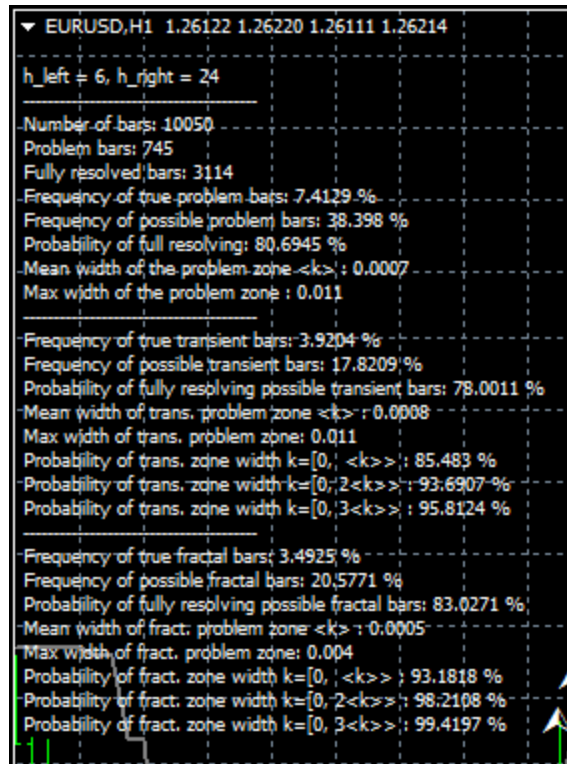 EURUSD,H1 1.26122 1.26220 1.26111 1.26214
h_left = 6, h_right = 24
------------------------------------
Number of bars: 10050
Problem bars: 745
Fully resolved bars: 3114
Frequency of true problem bars: 7.4129 %
Frequency of possible problem bars: 38.398 %
Probability of full resolving: 80.6945 %
Mean width of the problem zone <k> : 0.0007
Max width of the problem zone : 0.011
------------------------------------
Frequency of true transient bars: 3.9204 %
Frequency of possible transient bars: 17.8209 %
Probability of fully resolving possible transient bars: 78.0011 %
Mean width of trans. problem zone <k> : 0.0008
Max width of trans. problem zone: 0.011
Probability of trans. zone width k=[0, <k>> : 85.483 %
Probability of trans. zone width k=[0, 2<k>> : 93.6907 %
Probability of trans. zone width k=[0, 3<k>> : 95.8124 %
------------------------------------
Frequency of true fractal bars: 3.4925 %
Frequency of possible fractal bars: 20.5771 %
Probability of fully resolving possible fractal bars: 83.0271 %
Mean width of fract. problem zone <k> : 0.0005
Max width of fract. problem zone: 0.004
Probability of fract. zone width k=[0, <k>> : 93.1818 %
Probability of fract. zone width k=[0, 2<k>> : 98.2108 %
Probability of fract. zone width k=[0, 3<k>> : 99.4197 %